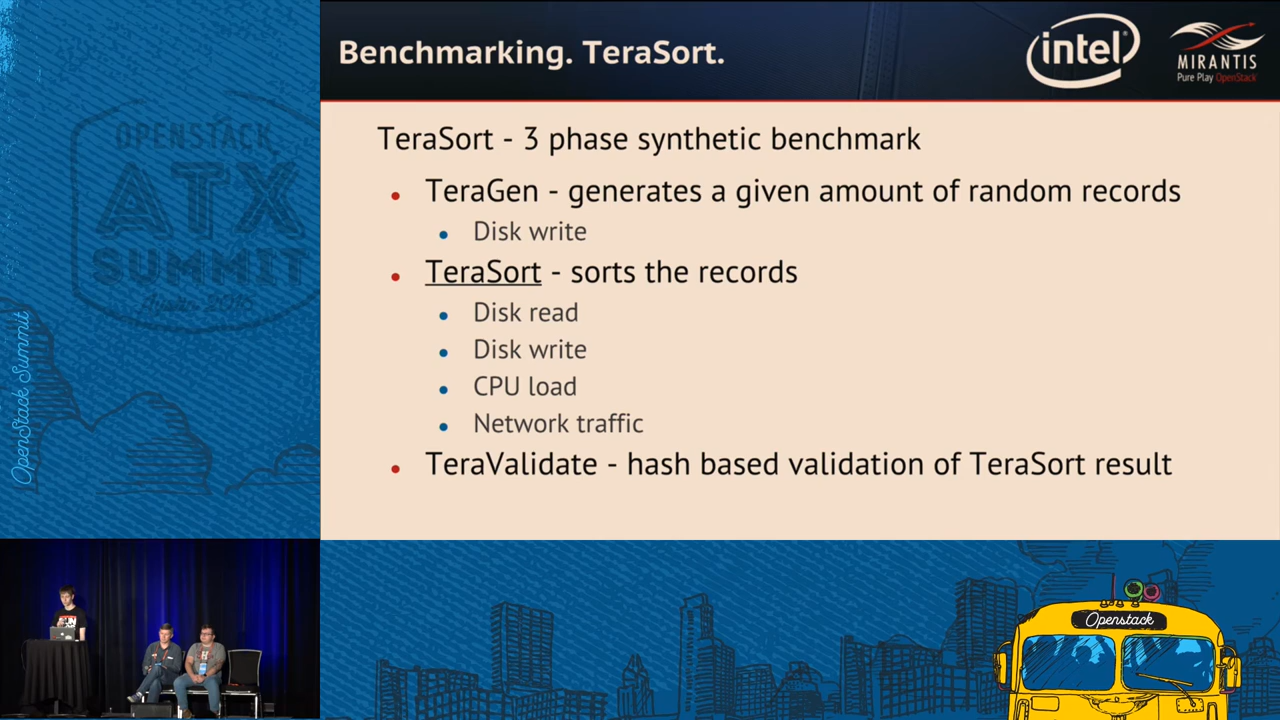 Benchmarking. TeraSort.
intel
MIRANTIS
Pure Play OpenStack
TeraSort - 3 phase synthetic benchmark
TeraGen - generates a given amount of random records
Disk write
TeraSort - sorts the records
Disk read
Disk write
CPU load
Network traffic
TeraValidate - hash based validation of TeraSort result
OPENSTACK
ATX
SUMMIT
Austin 2016
OpenStack Summit
Openstack